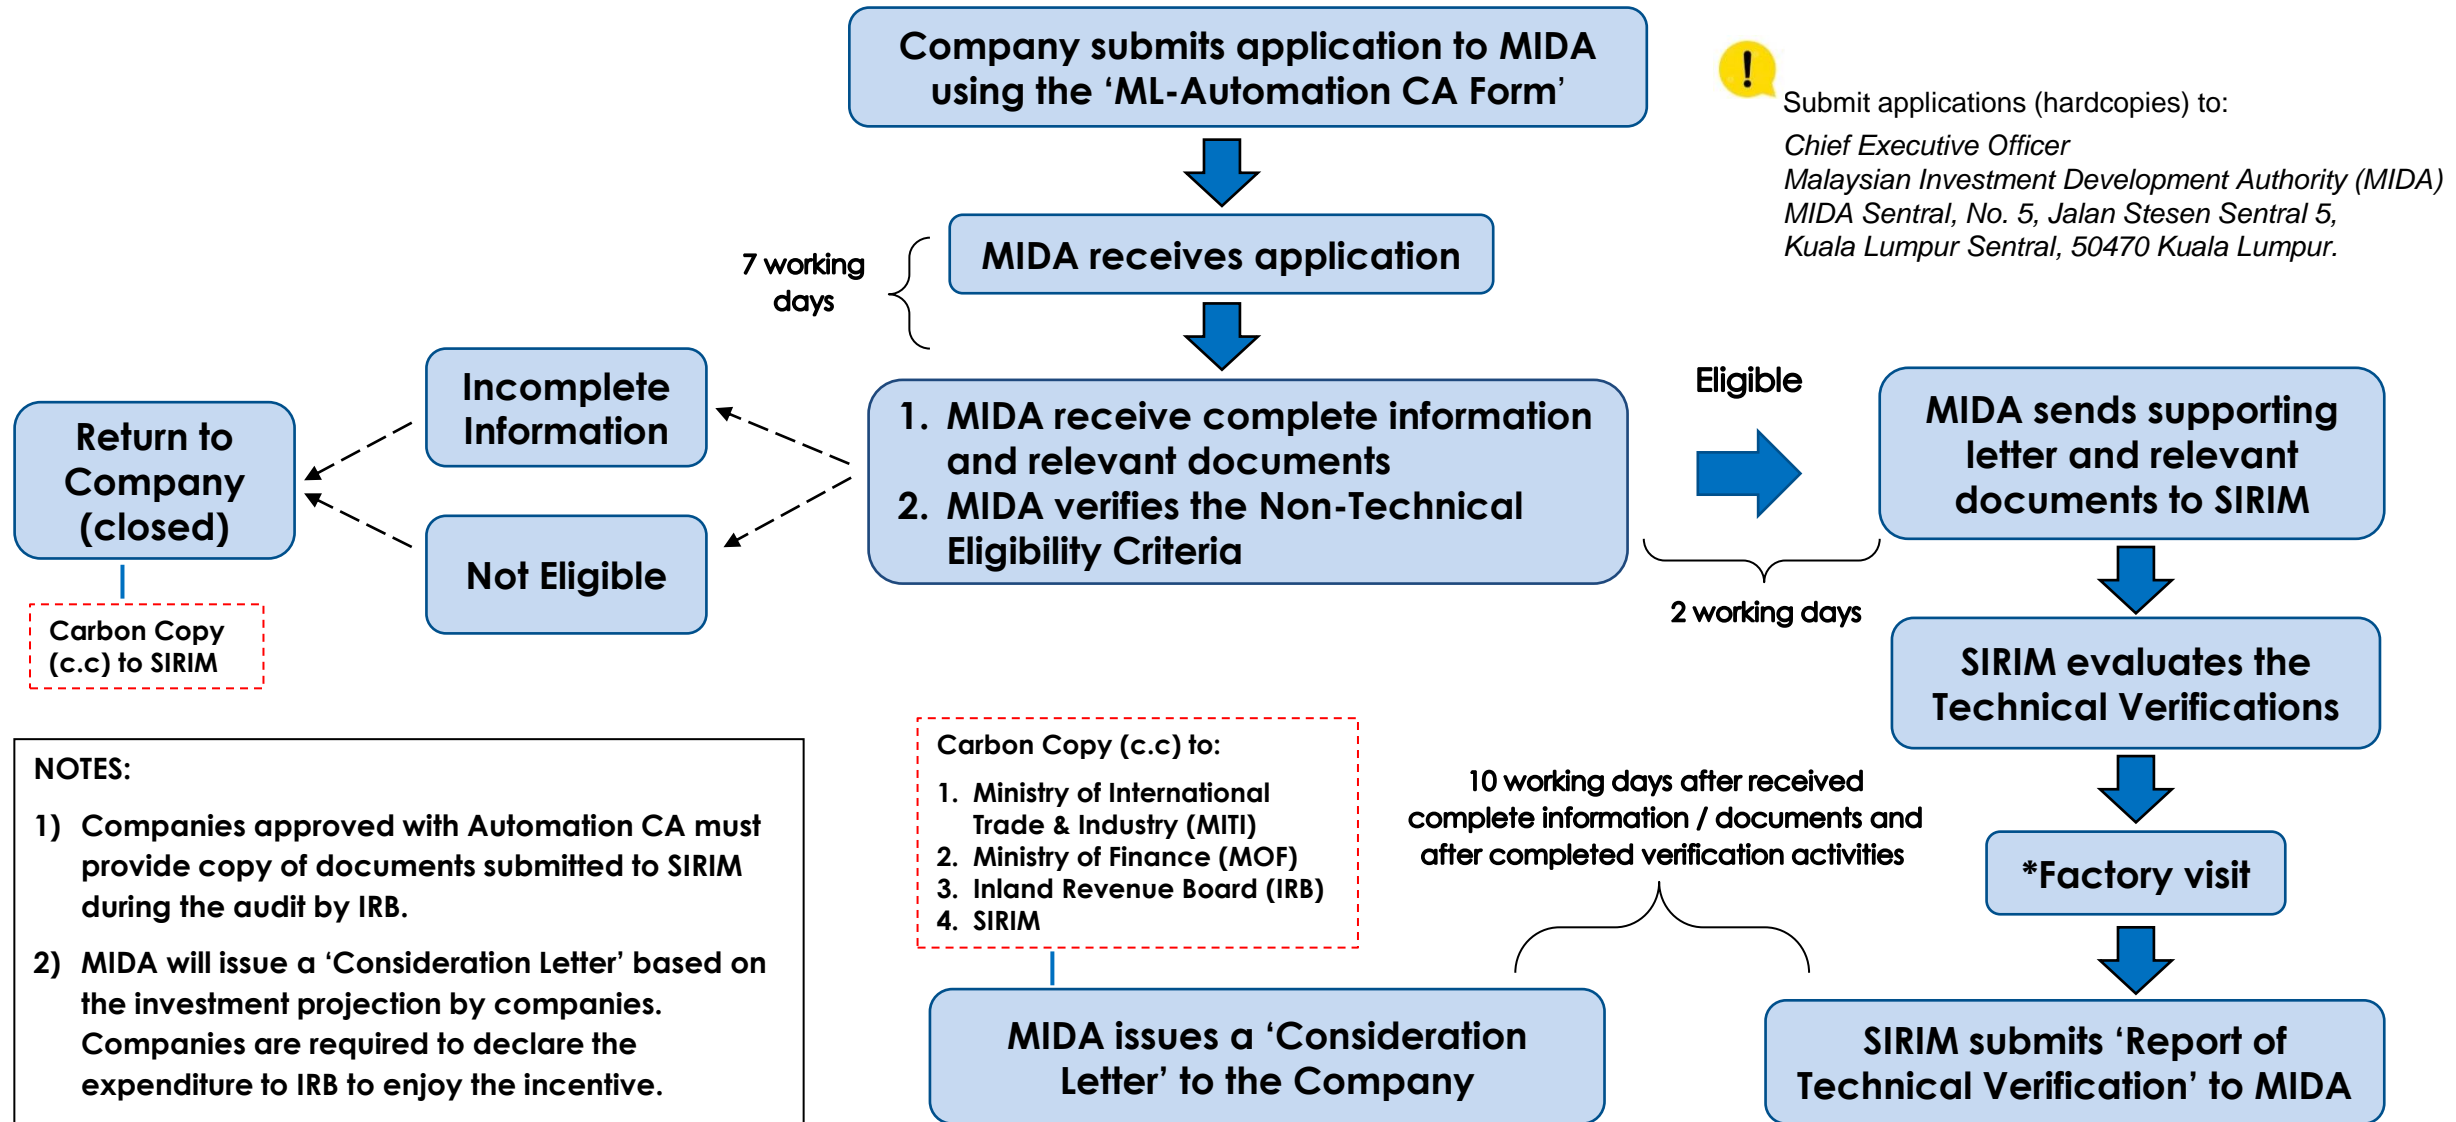 Company submits application to MIDA
using the ‘ML-Automation CA Form’
!
Submit applications (hardcopies) to:
Chief Executive Officer
Malaysian Investment Development Authority (MIDA)
MIDA Sentral, No. 5, Jalan Stesen Sentral 5,
Kuala Lumpur Sentral, 50470 Kuala Lumpur.
7 working
days
MIDA receives application
1. MIDA receive complete information
and relevant documents
2. MIDA verifies the Non-Technical
Eligibility Criteria
Incomplete
Information
Not Eligible
Return to
Company
(closed)
Carbon Copy
(c.c) to SIRIM
Eligible
2 working days
MIDA sends supporting
letter and relevant
documents to SIRIM
SIRIM evaluates the
Technical Verifications
*Factory visit
SIRIM submits ‘Report of
Technical Verification’ to MIDA
10 working days after received
complete information / documents and
after completed verification activities
MIDA issues a ‘Consideration
Letter’ to the Company
Carbon Copy (c.c) to:
1. Ministry of International
Trade & Industry (MITI)
2. Ministry of Finance (MOF)
3. Inland Revenue Board (IRB)
4. SIRIM
NOTES:
1) Companies approved with Automation CA must
provide copy of documents submitted to SIRIM
during the audit by IRB.
2) MIDA will issue a ‘Consideration Letter’ based on
the investment projection by companies.
Companies are required to declare the
expenditure to IRB to enjoy the incentive.